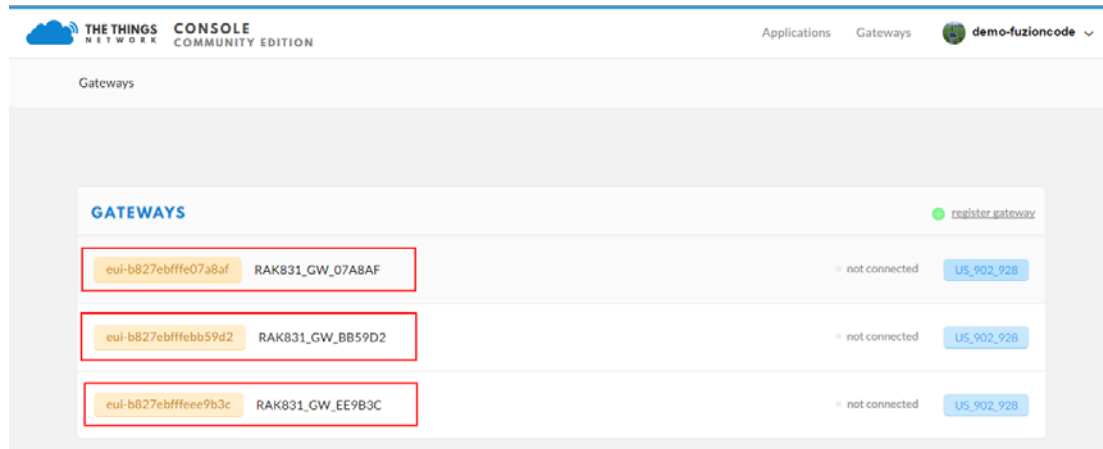 THE THINGS NETWORK CONSOLE COMMUNITY EDITION Applications Gateways demo-fuzioncode
Gateways
GATEWAYS register gateway
eui-b827ebfffe07a8af RAK831_GW_07A8AF not connected US_902_928
eui-b827ebfffebb59d2 RAK831_GW_BB59D2 not connected US_902_928
eui-b827ebfffeee9b3c RAK831_GW_EE9B3C not connected US_902_928